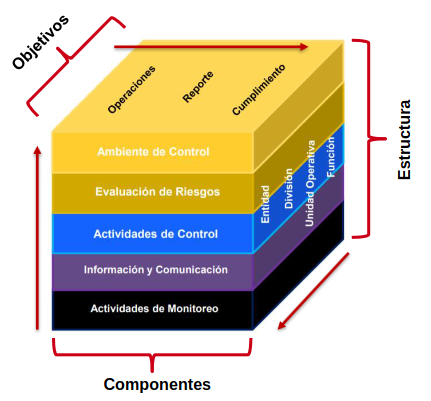 Objetivos
Operaciones
Reporte
Cumplimiento
Ambiente de Control
Evaluación de Riesgos
Actividades de Control
Información y Comunicación
Actividades de Monitoreo
Entidad
División
Unidad Operativa
Función
Estructura
Componentes